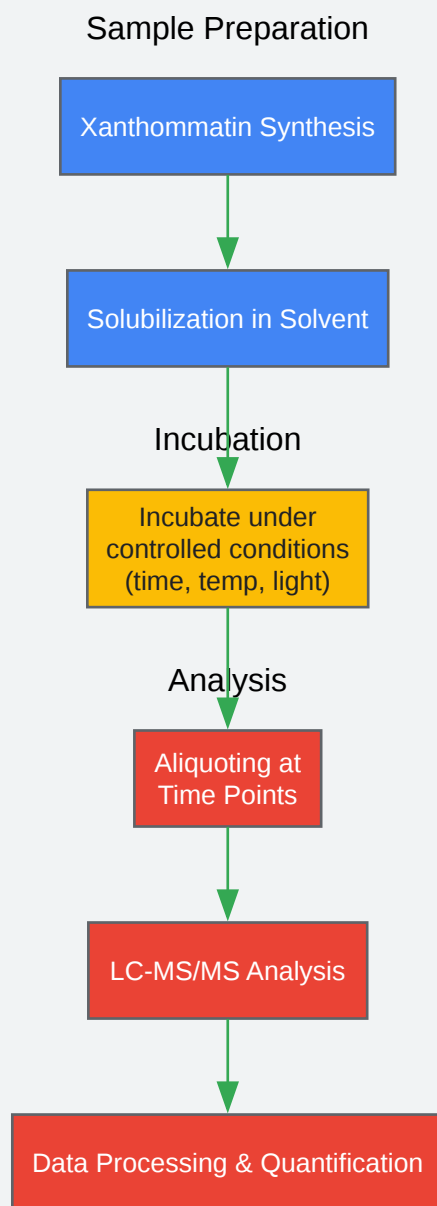 Sample Preparation
Xanthommatin Synthesis
Solubilization in Solvent
Incubation
Incubate under
controlled conditions
(time, temp, light)
Analysis
Aliquoting at
Time Points
LC-MS/MS Analysis
Data Processing & Quantification